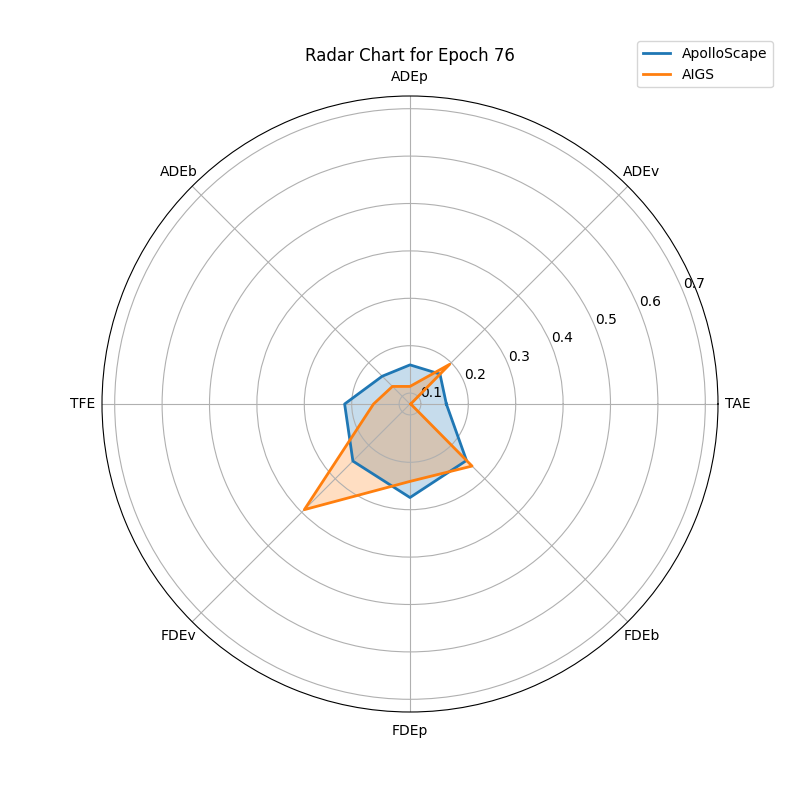 Radar Chart for Epoch 76
ApolloScape
AIGS
ADEp
ADEb
ADEv
0.7
0.6
0.5
0.4
0.3
0.2
0.1
TFE
TAE
FDEv
FDEb
FDEp